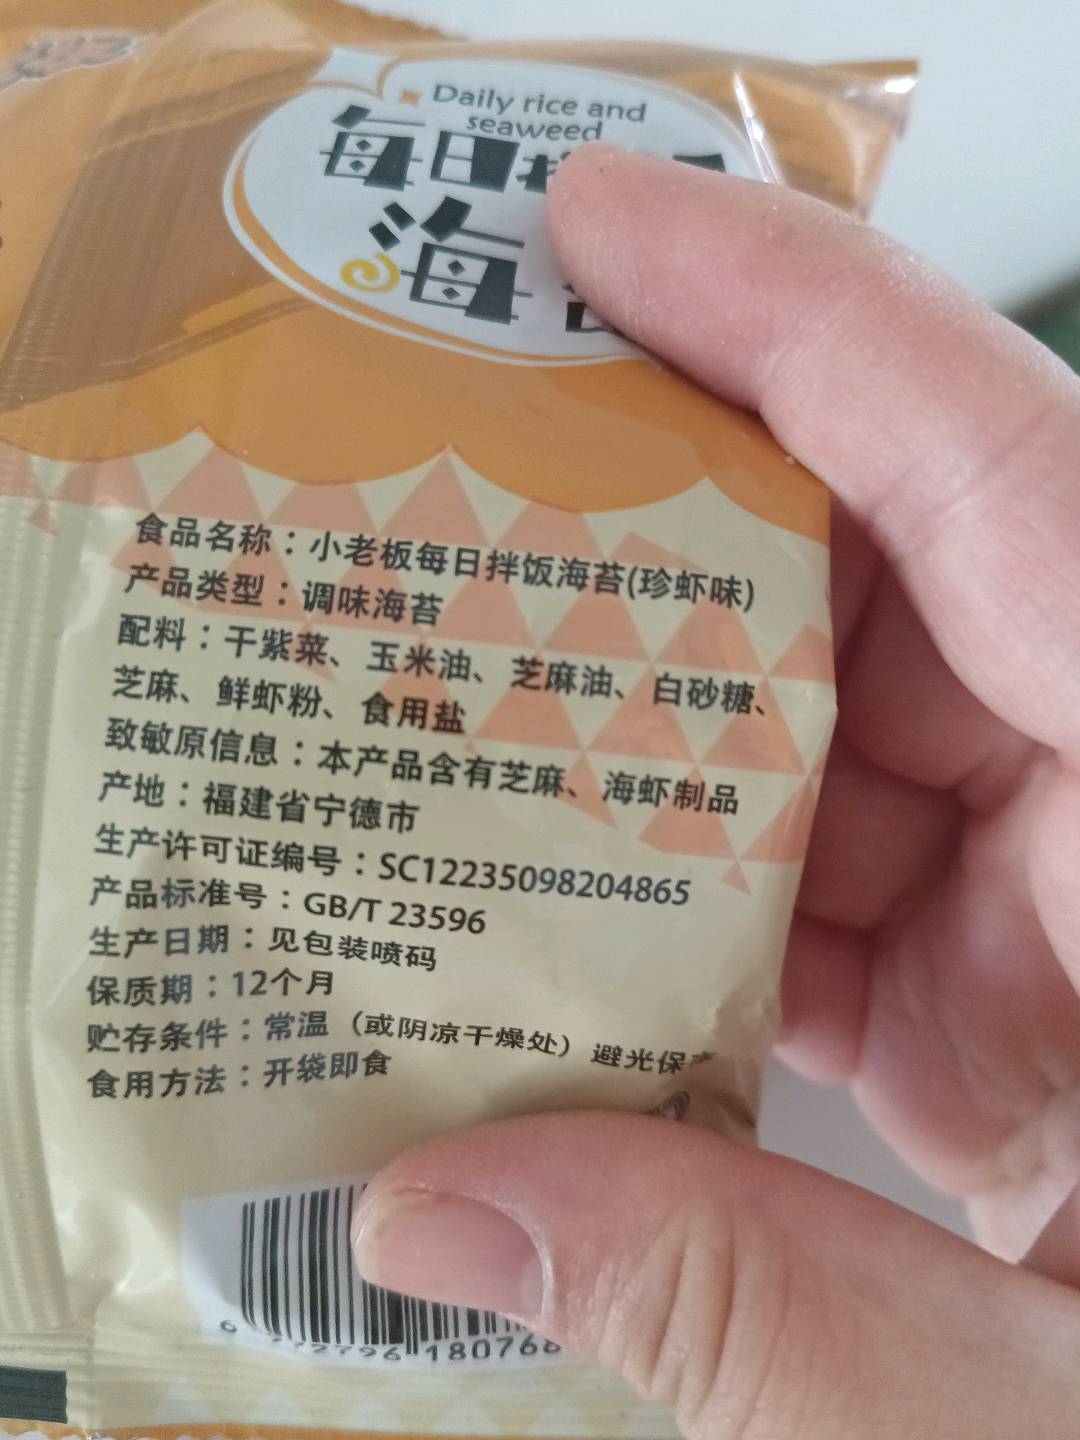 Daily rice and
seaweed
每日
海
食品名称：小老板每日拌饭海苔(珍虾味)
产品类型：调味海苔
配料：干紫菜、玉米油、芝麻油、白砂糖、
芝麻、鲜虾粉、食用盐
致敏原信息：本产品含有芝麻、海虾制品
产地：福建省宁德市
生产许可证编号：SC12235098204865
产品标准号：GB/T 23596
生产日期：见包装喷码
保质期：12个月
贮存条件：常温（或阴凉干燥处）避光保
食用方法：开袋即食